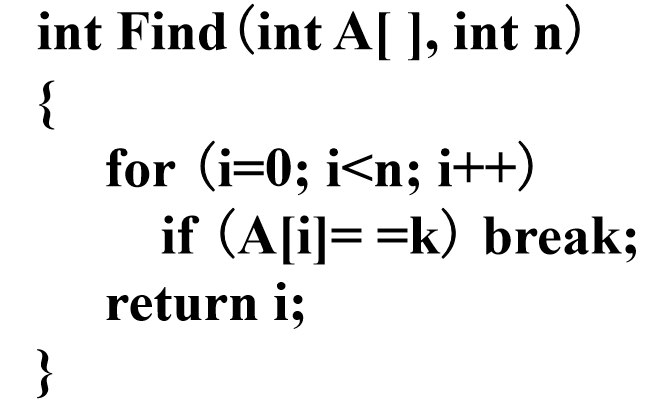 int Find(int A[ ], int n)
{
for (i=0; i<n; i++)
if (A[i]= =k) break;
return i;
}